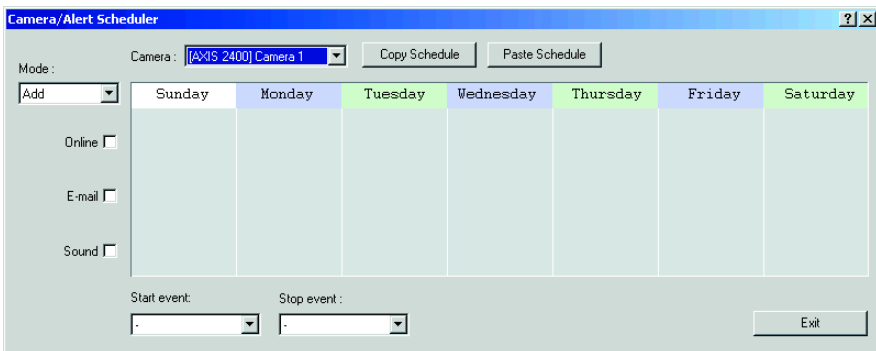 Camera/Alert Scheduler
Mode :
Camera : [AXIS 2400] Camera 1
Copy Schedule
Paste Schedule
Add
Sunday Monday Tuesday Wednesday Thursday Friday Saturday
Online
E-mail
Sound
Start event:
Stop event :
-
-
Exit